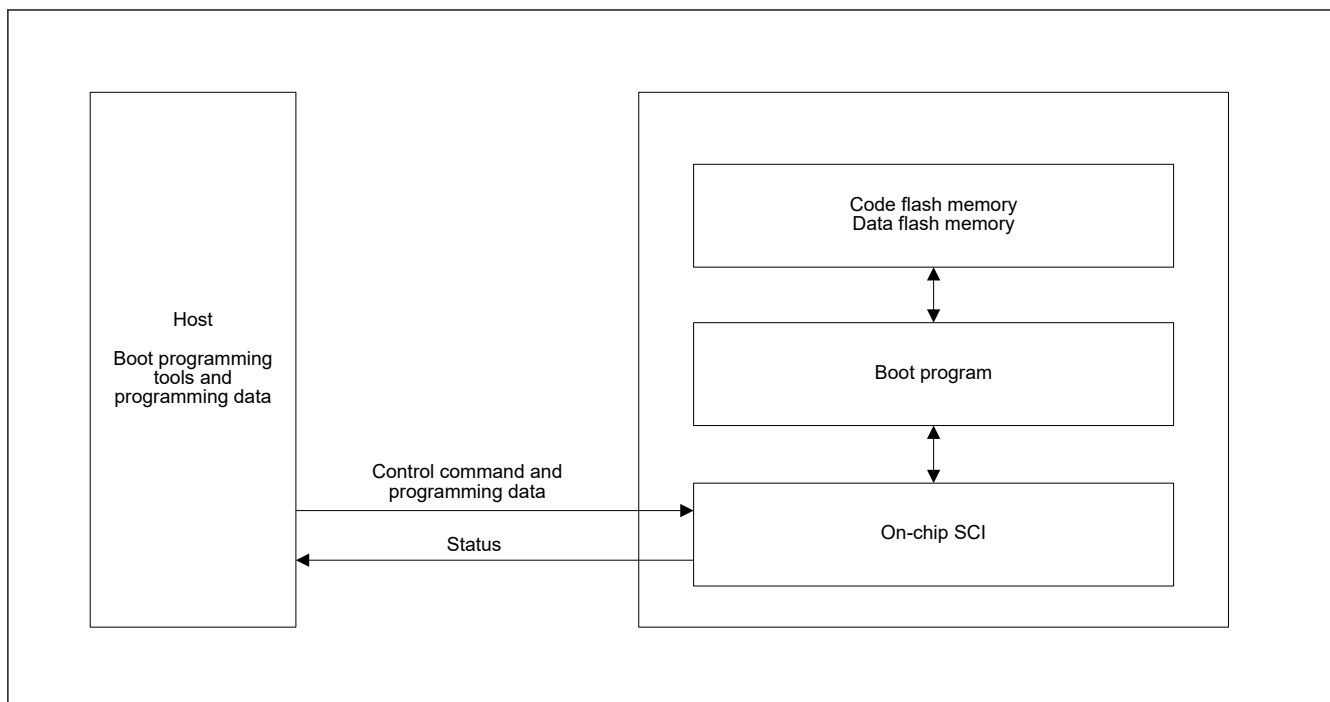 Host
Boot programming
tools and
programming data
Control command and
programming data
Status
Code flash memory
Data flash memory
Boot program
On-chip SCI